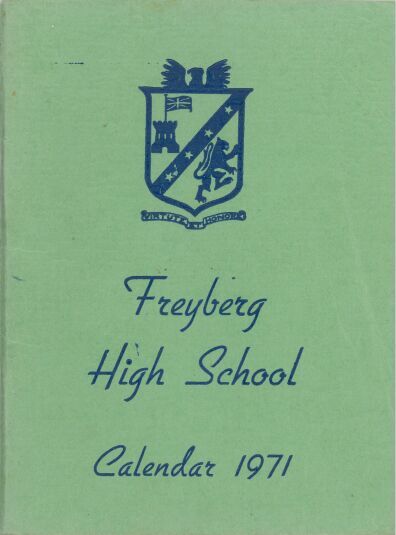 VIRTUTE ET HONORE
Freyberg
High School
Calendar 1971